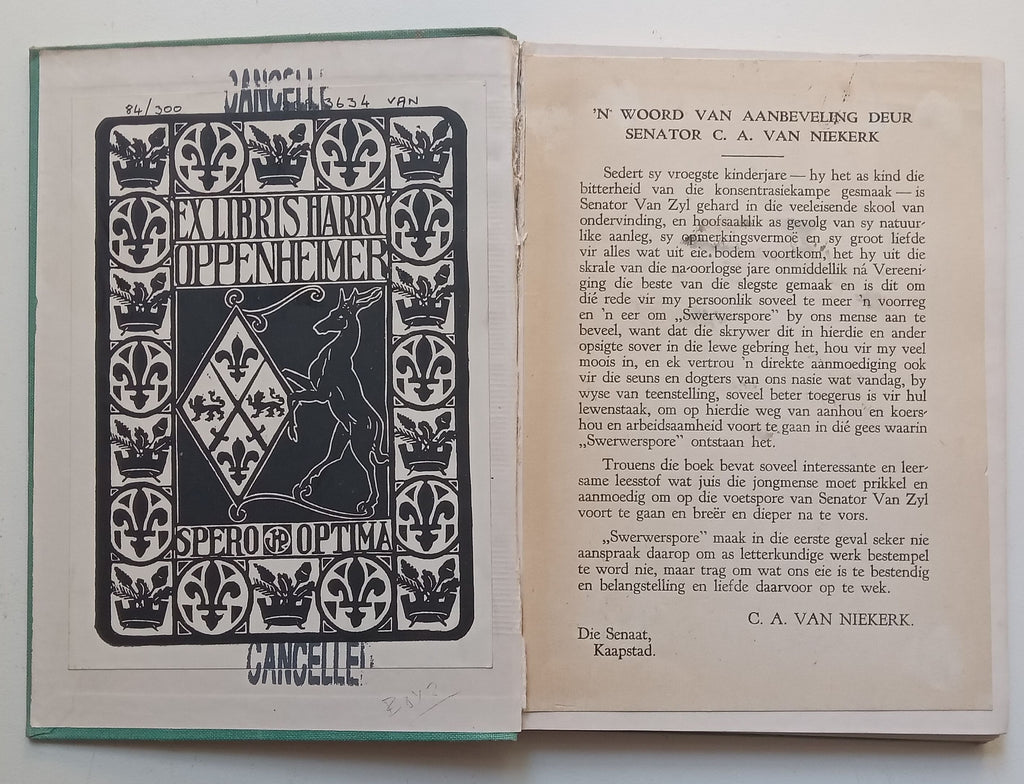 CANCELLE
84/300
3634 VAN
EX LIBRIS HARRY
OPPENHEIMER
SPERO OPTIMA
CANCELLED
'N WOORD VAN AANBEVELING DEUR
SENATOR C. A. VAN NIEKERK
Sedert sy vroegste kinderjare — hy het as kind die
bitterheid van die konsentrasiekampe gesmaak — is
Senator Van Zyl gehard in die veeleisende skool van
ondervinding, en hoofsaaklik as gevolg van sy natuur-
like aanleg, sy opmerkingsvermoë en sy groot liefde
vir alles wat uit eie bodem voortkom, het hy uit die
skrale van die na-oorlogse jare onmiddellik ná Vereeni-
ging die beste van die slegste gemaak en is dit om
dié rede vir my persoonlik soveel te meer 'n voorreg
en 'n eer om „Swerwerspore” by ons mense aan te
beveel, want dat die skrywer dit in hierdie en ander
opsigte sover in die lewe gebring het, hou vir my veel
moois in, en ek vertrou 'n direkte aanmoediging ook
vir die seuns en dogters van ons nasie wat vandag, by
wyse van teenstelling, soveel beter toegerus is vir hul
lewenstaak, om op hierdie weg van aanhou en koers-
hou en arbeidsaamheid voort te gaan in dié gees waarin
„Swerwerspore” ontstaan het.
Trouens die boek bevat soveel interessante en leer-
same leesstof wat juis die jongmense moet prikkel en
aanmoedig om op die voetspore van Senator Van Zyl
voort te gaan en breër en dieper na te vors.
„Swerwerspore” maak in die eerste geval seker nie
aanspraak daarop om as letterkundige werk bestempel
te word nie, maar trag om wat ons eie is te bestendig
en belangstelling en liefde daarvoor op te wek.
C. A. VAN NIEKERK.
Die Senaat,
Kaapstad.